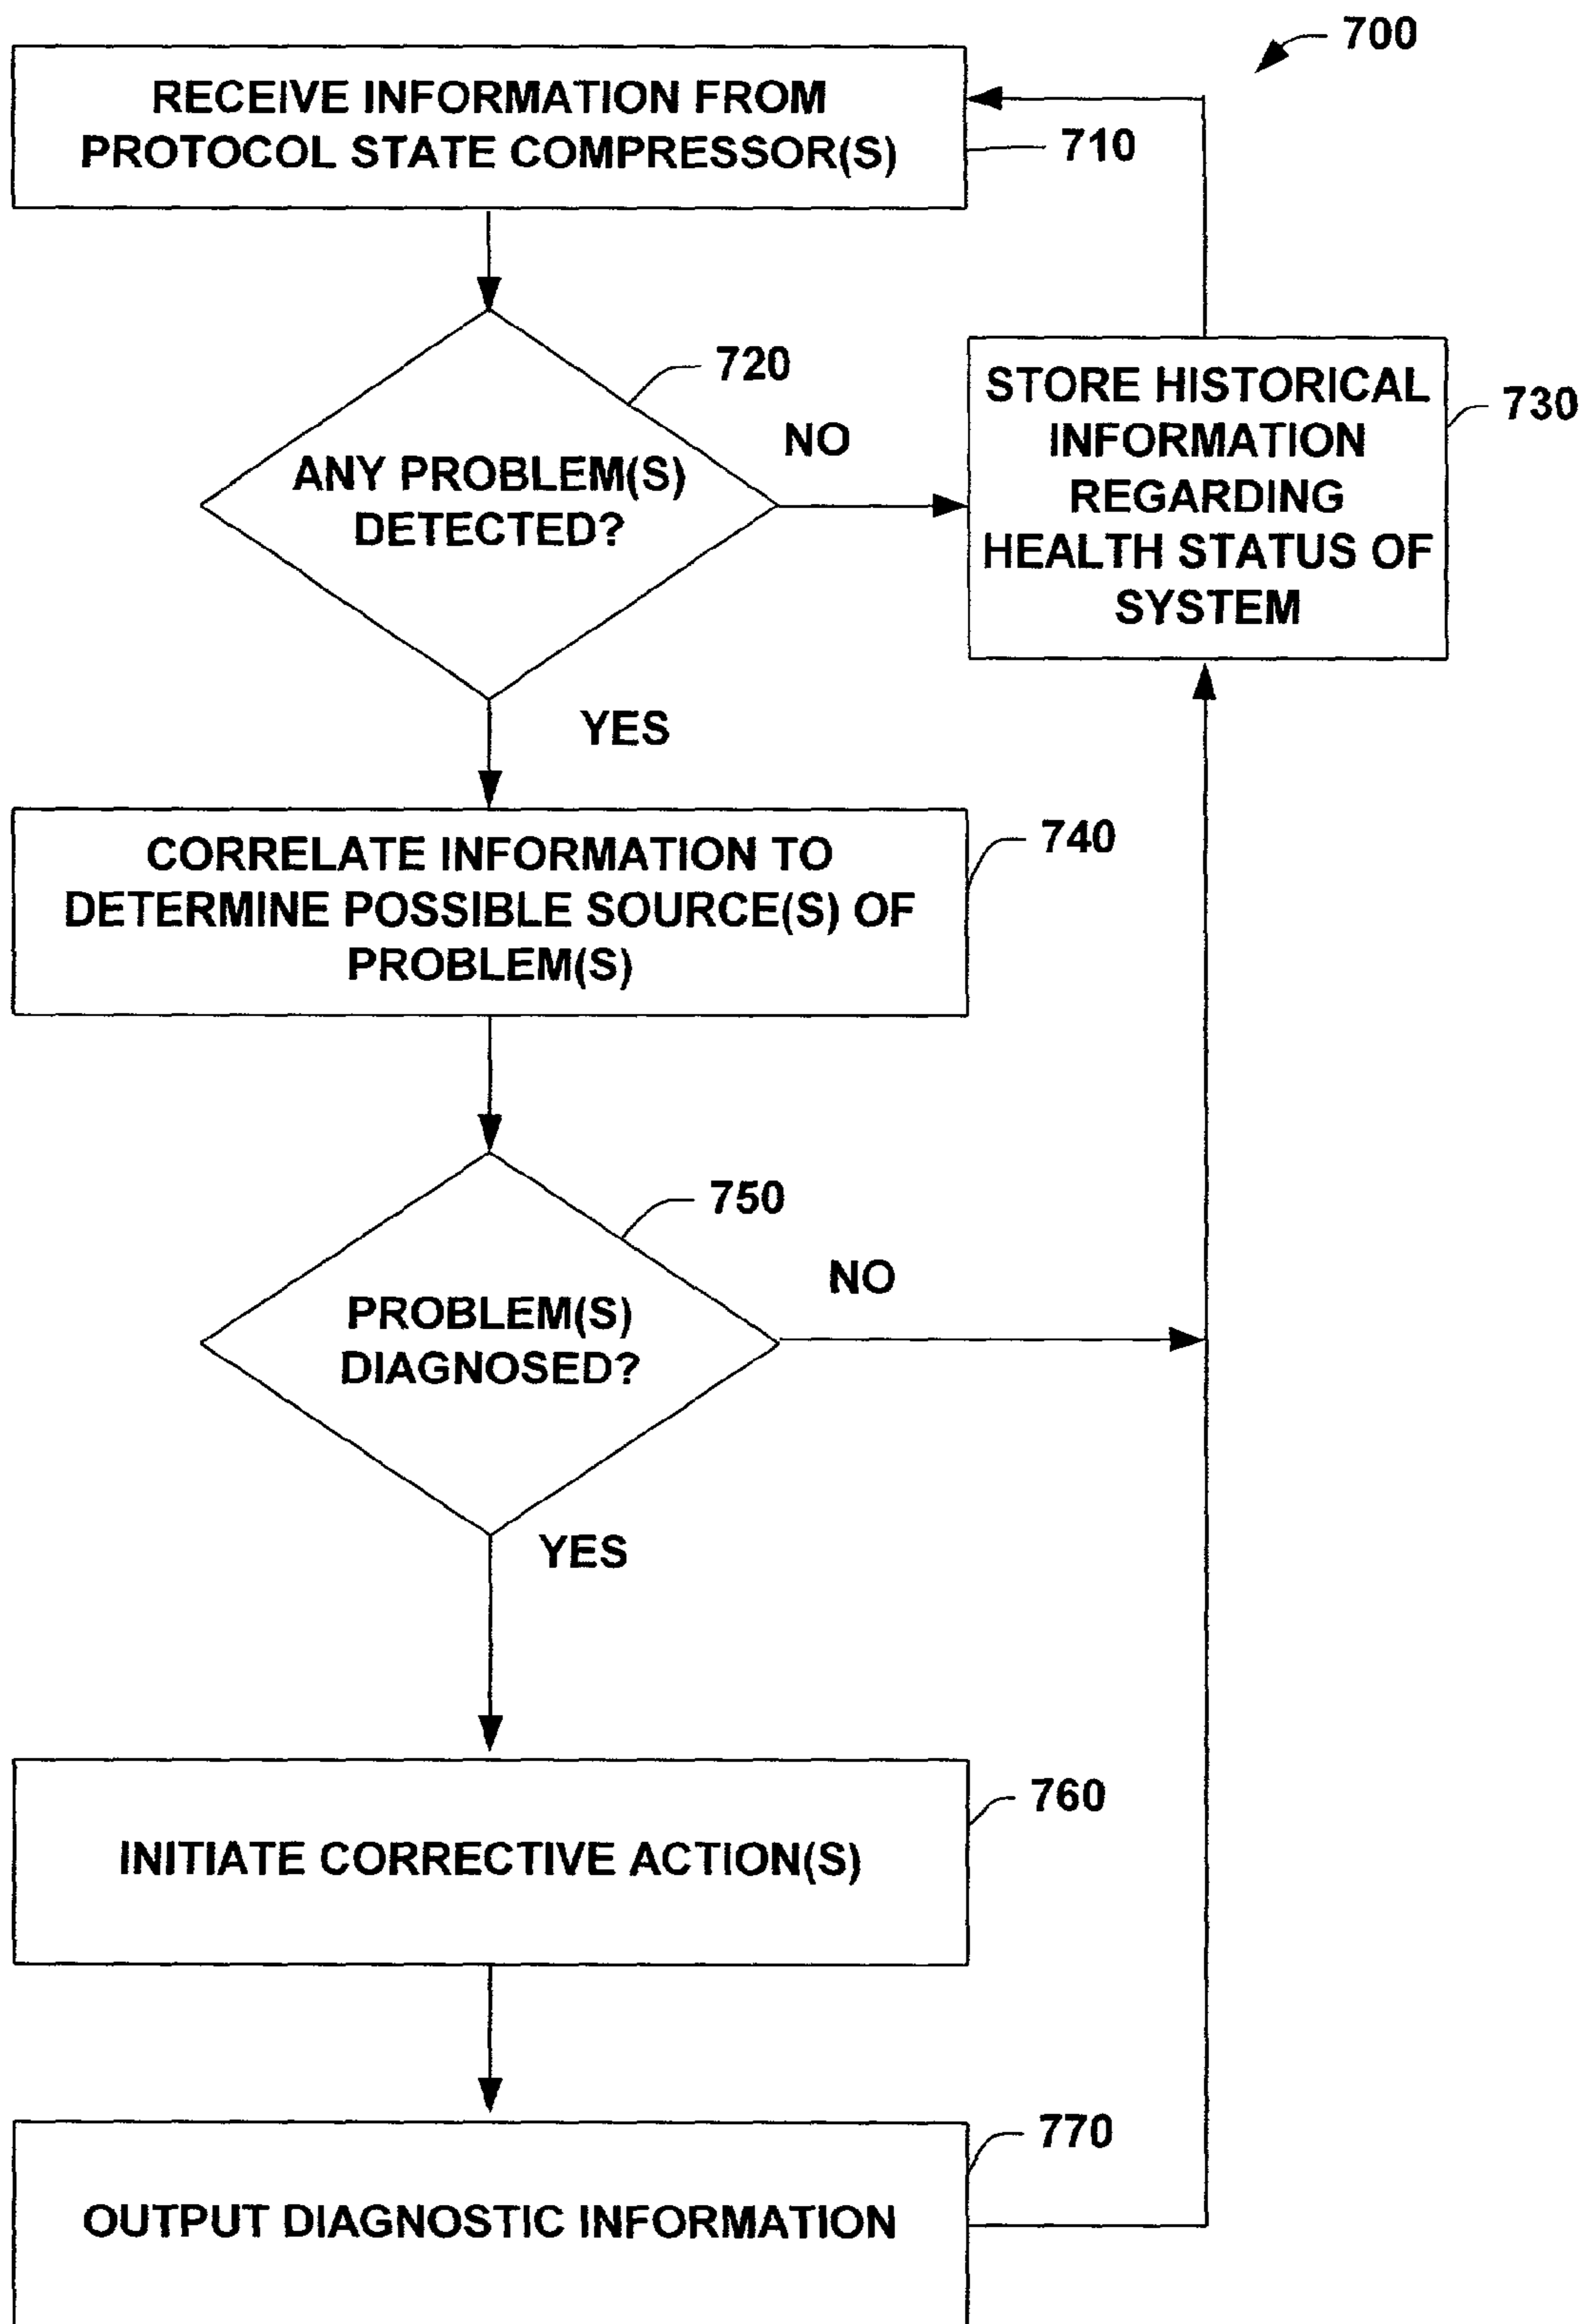 700
RECEIVE INFORMATION FROM
PROTOCOL STATE COMPRESSOR(S)
710
720
ANY PROBLEM(S)
DETECTED?
NO
STORE HISTORICAL
INFORMATION
REGARDING
HEALTH STATUS OF
SYSTEM
730
YES
CORRELATE INFORMATION TO
DETERMINE POSSIBLE SOURCE(S) OF
PROBLEM(S)
740
750
PROBLEM(S)
DIAGNOSED?
NO
YES
INITIATE CORRECTIVE ACTION(S)
760
OUTPUT DIAGNOSTIC INFORMATION
770